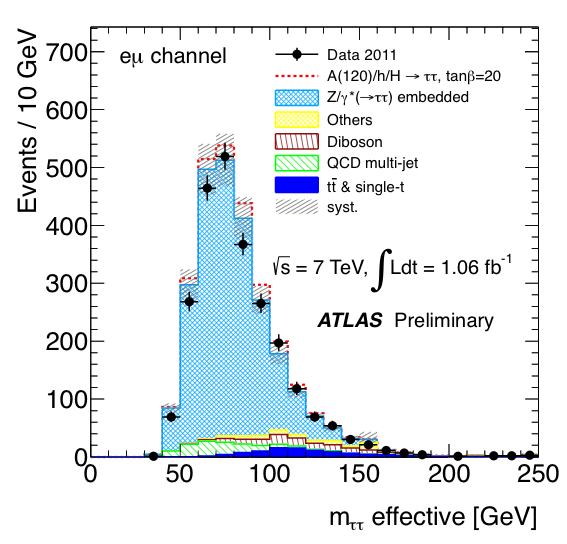 eμ channel
Data 2011
A(120)/h/H → ττ, tanβ=20
Z/γ*(→ττ) embedded
Others
Diboson
QCD multi-jet
tt̄ & single-t
syst.
√s = 7 TeV, ∫Ldt = 1.06 fb⁻¹
ATLAS Preliminary
Events / 10 GeV
700
600
500
400
300
200
100
0
0 50 100 150 200 250
mττ effective [GeV]